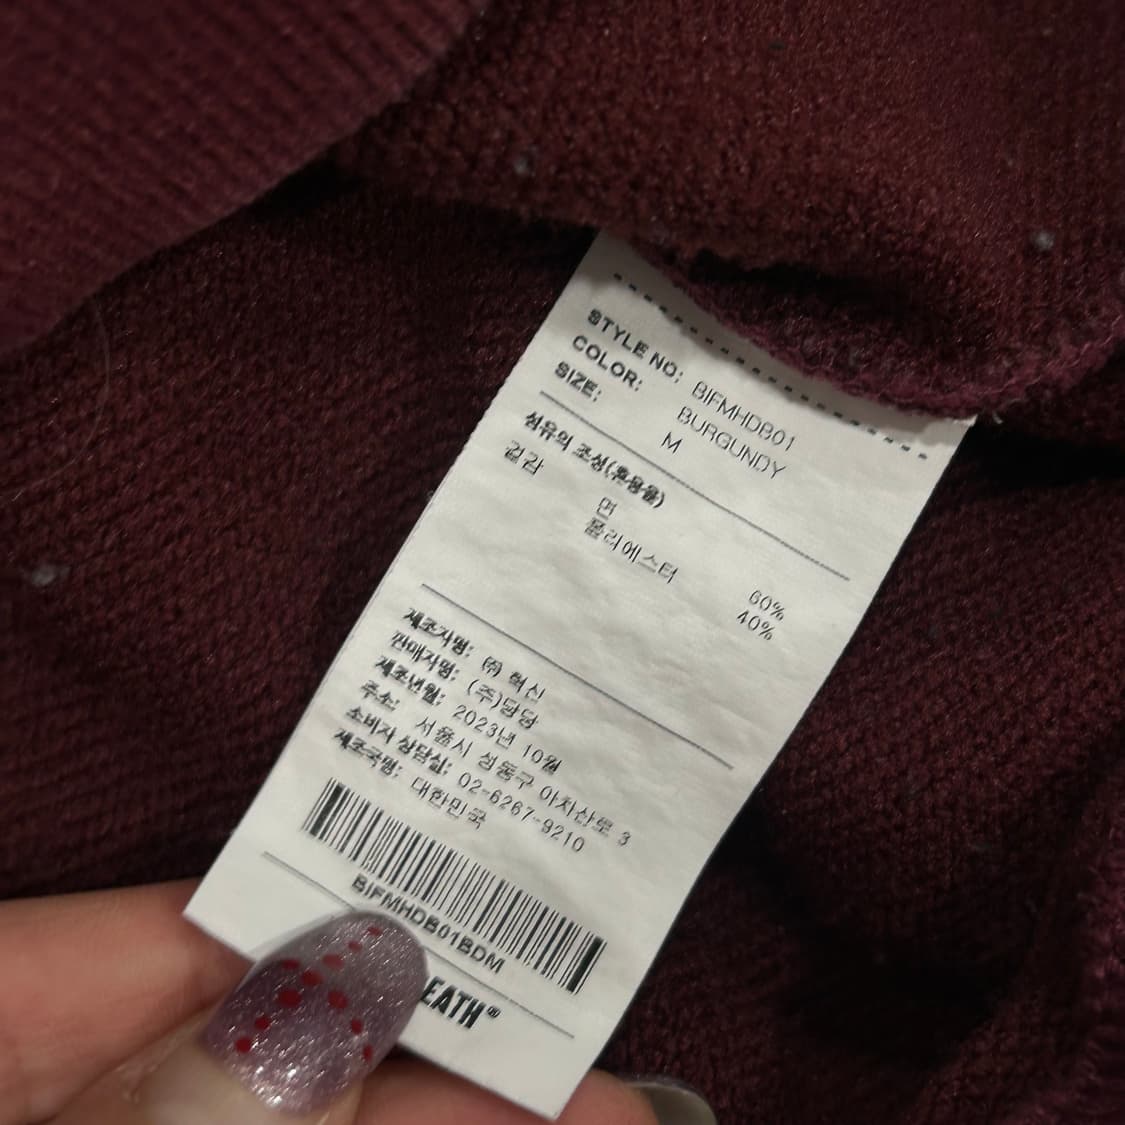 STYLE NO: BIFMHDB01
COLOR: BURGUNDY
SIZE: M
섬유의 조성(혼용율)
겉감
면 60%
폴리에스터 40%
제조자명: ㈜ 혁신
판매자명: (주)담당
제조년월: 2023년 10월
주소: 서울시 성동구 아차산로 3
소비자 상담실: 02-6267-9210
제조국명: 대한민국
BIFMHDB01BDM
EATH®